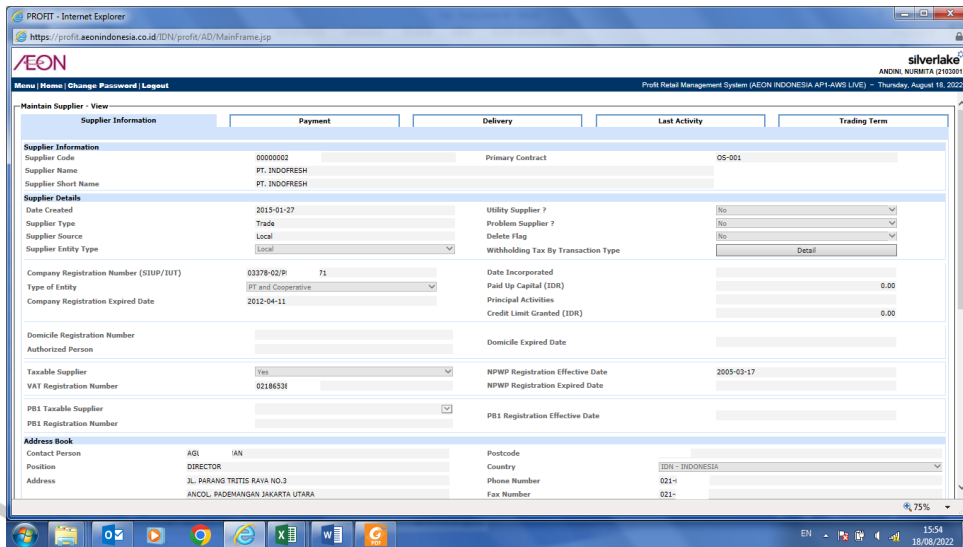 PROFIT - Internet Explorer
https://profit.aeonindonesia.co.id/IDN/profit/AD/MainFrame.jsp
ÆON
silverlake
ANDINI, NURMITA (2103001
Menu | Home | Change Password | Logout Profit Retail Management System (AEON INDONESIA AP1-AWS LIVE) - Thursday, August 18, 2022
Maintain Supplier - View
Supplier Information Payment Delivery Last Activity Trading Term
Supplier Information
Supplier Code 00000002 Primary Contract OS-001
Supplier Name PT. INDOFRESH
Supplier Short Name PT. INDOFRESH
Supplier Details
Date Created 2015-01-27 Utility Supplier ? No
Supplier Type Trade Problem Supplier ? No
Supplier Source Local Delete Flag No
Supplier Entity Type Local Withholding Tax By Transaction Type Detail
Company Registration Number (SIUP/IUT) 03378-02/P 71 Date Incorporated
Type of Entity PT and Cooperative Paid Up Capital (IDR) 0.00
Company Registration Expired Date 2012-04-11 Principal Activities
Credit Limit Granted (IDR) 0.00
Domicile Registration Number Domicile Expired Date
Authorized Person
Taxable Supplier Yes NPWP Registration Effective Date 2005-03-17
VAT Registration Number 02186538 NPWP Registration Expired Date
PB1 Taxable Supplier PB1 Registration Effective Date
PB1 Registration Number
Address Book
Contact Person AGU AN Postcode
Position DIRECTOR Country IDN - INDONESIA
Address JL. PARANG TRITIS RAYA NO.3 Phone Number 021-
ANCOL, PADEMANGAN JAKARTA UTARA Fax Number 021-
75%
EN 15:54
18/08/2022